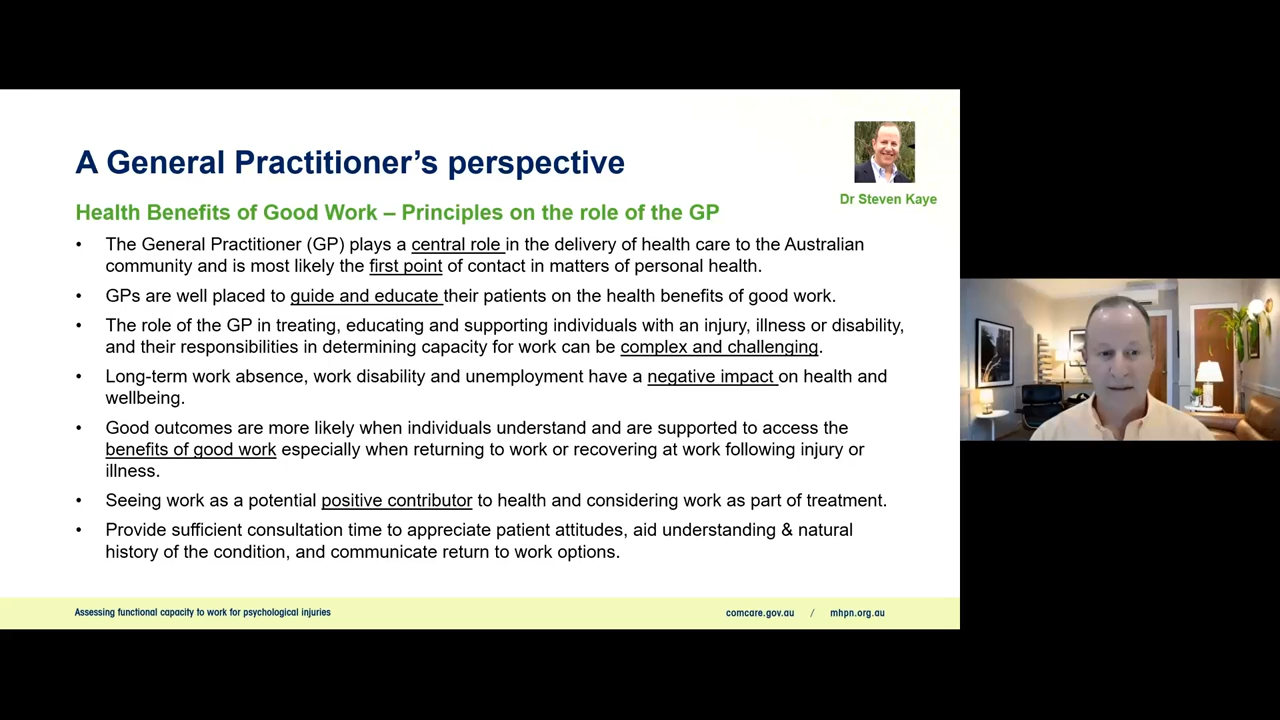 A General Practitioner's perspective
Dr Steven Kaye
Health Benefits of Good Work – Principles on the role of the GP
• The General Practitioner (GP) plays a central role in the delivery of health care to the Australian
community and is most likely the first point of contact in matters of personal health.
• GPs are well placed to guide and educate their patients on the health benefits of good work.
• The role of the GP in treating, educating and supporting individuals with an injury, illness or disability,
and their responsibilities in determining capacity for work can be complex and challenging.
• Long-term work absence, work disability and unemployment have a negative impact on health and
wellbeing.
• Good outcomes are more likely when individuals understand and are supported to access the
benefits of good work especially when returning to work or recovering at work following injury or
illness.
• Seeing work as a potential positive contributor to health and considering work as part of treatment.
• Provide sufficient consultation time to appreciate patient attitudes, aid understanding & natural
history of the condition, and communicate return to work options.
Assessing functional capacity to work for psychological injuries
comcare.gov.au / mhpn.org.au